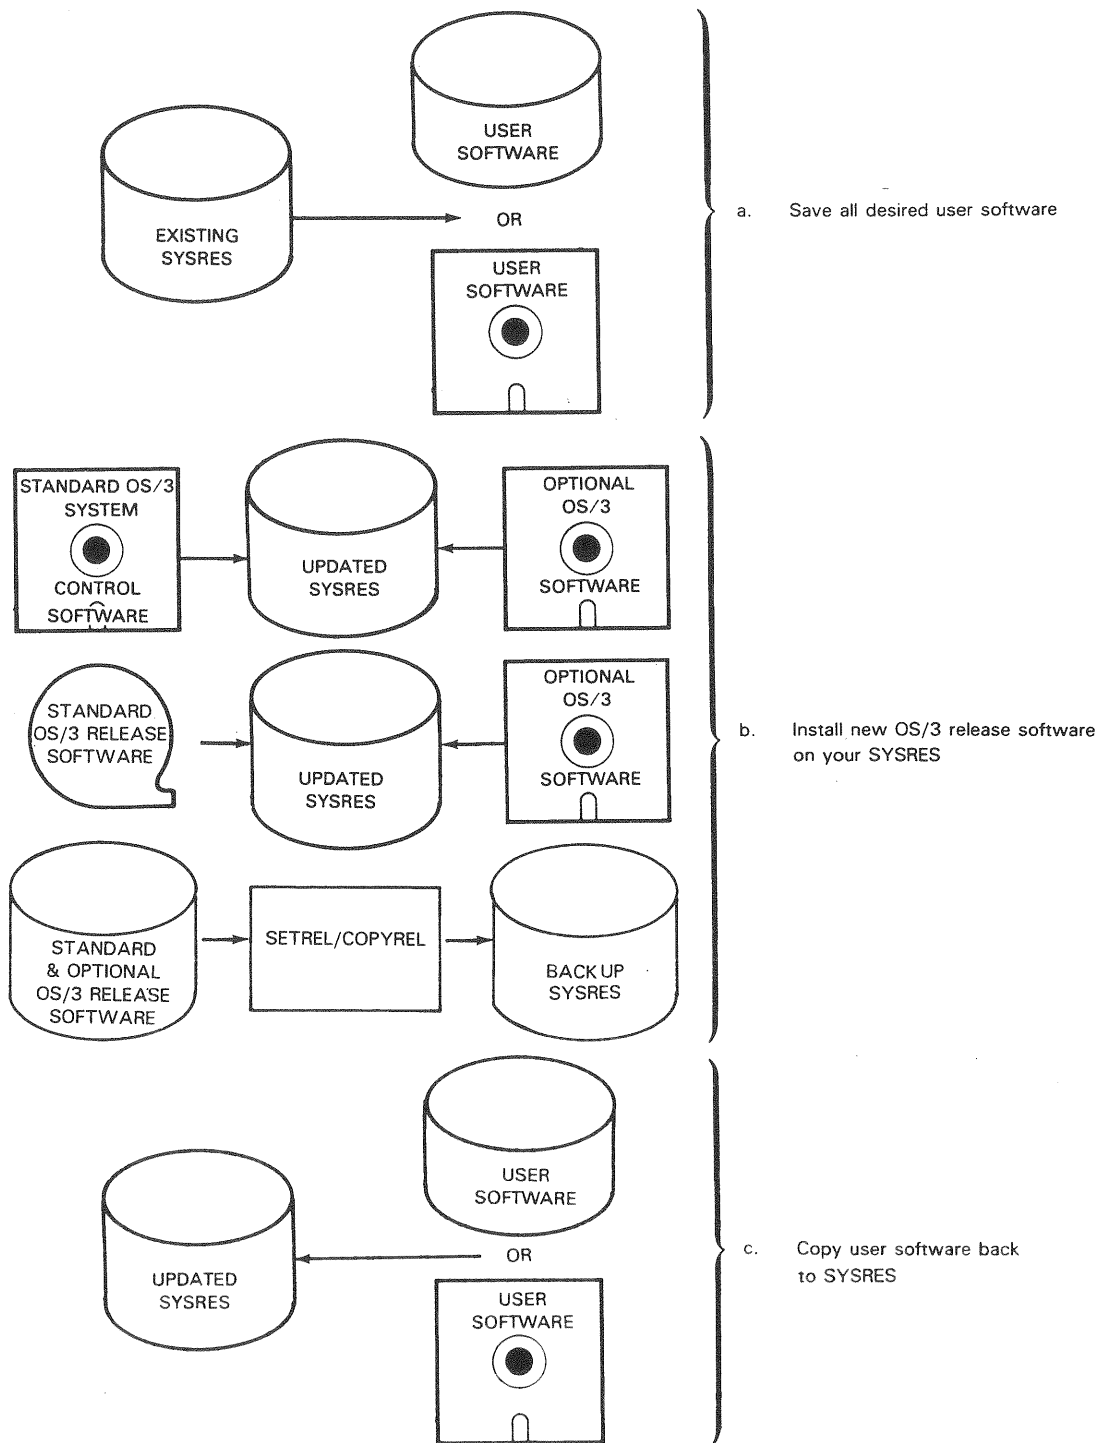 USER
SOFTWARE
EXISTING
SYSRES
OR
USER
SOFTWARE
a. Save all desired user software
STANDARD OS/3
SYSTEM
CONTROL
SOFTWARE
UPDATED
SYSRES
OPTIONAL
OS/3
SOFTWARE
STANDARD
OS/3 RELEASE
SOFTWARE
UPDATED
SYSRES
OPTIONAL
OS/3
SOFTWARE
b. Install new OS/3 release software
on your SYSRES
STANDARD
& OPTIONAL
OS/3 RELEASE
SOFTWARE
SETREL/COPYREL
BACKUP
SYSRES
USER
SOFTWARE
UPDATED
SYSRES
OR
USER
SOFTWARE
c. Copy user software back
to SYSRES